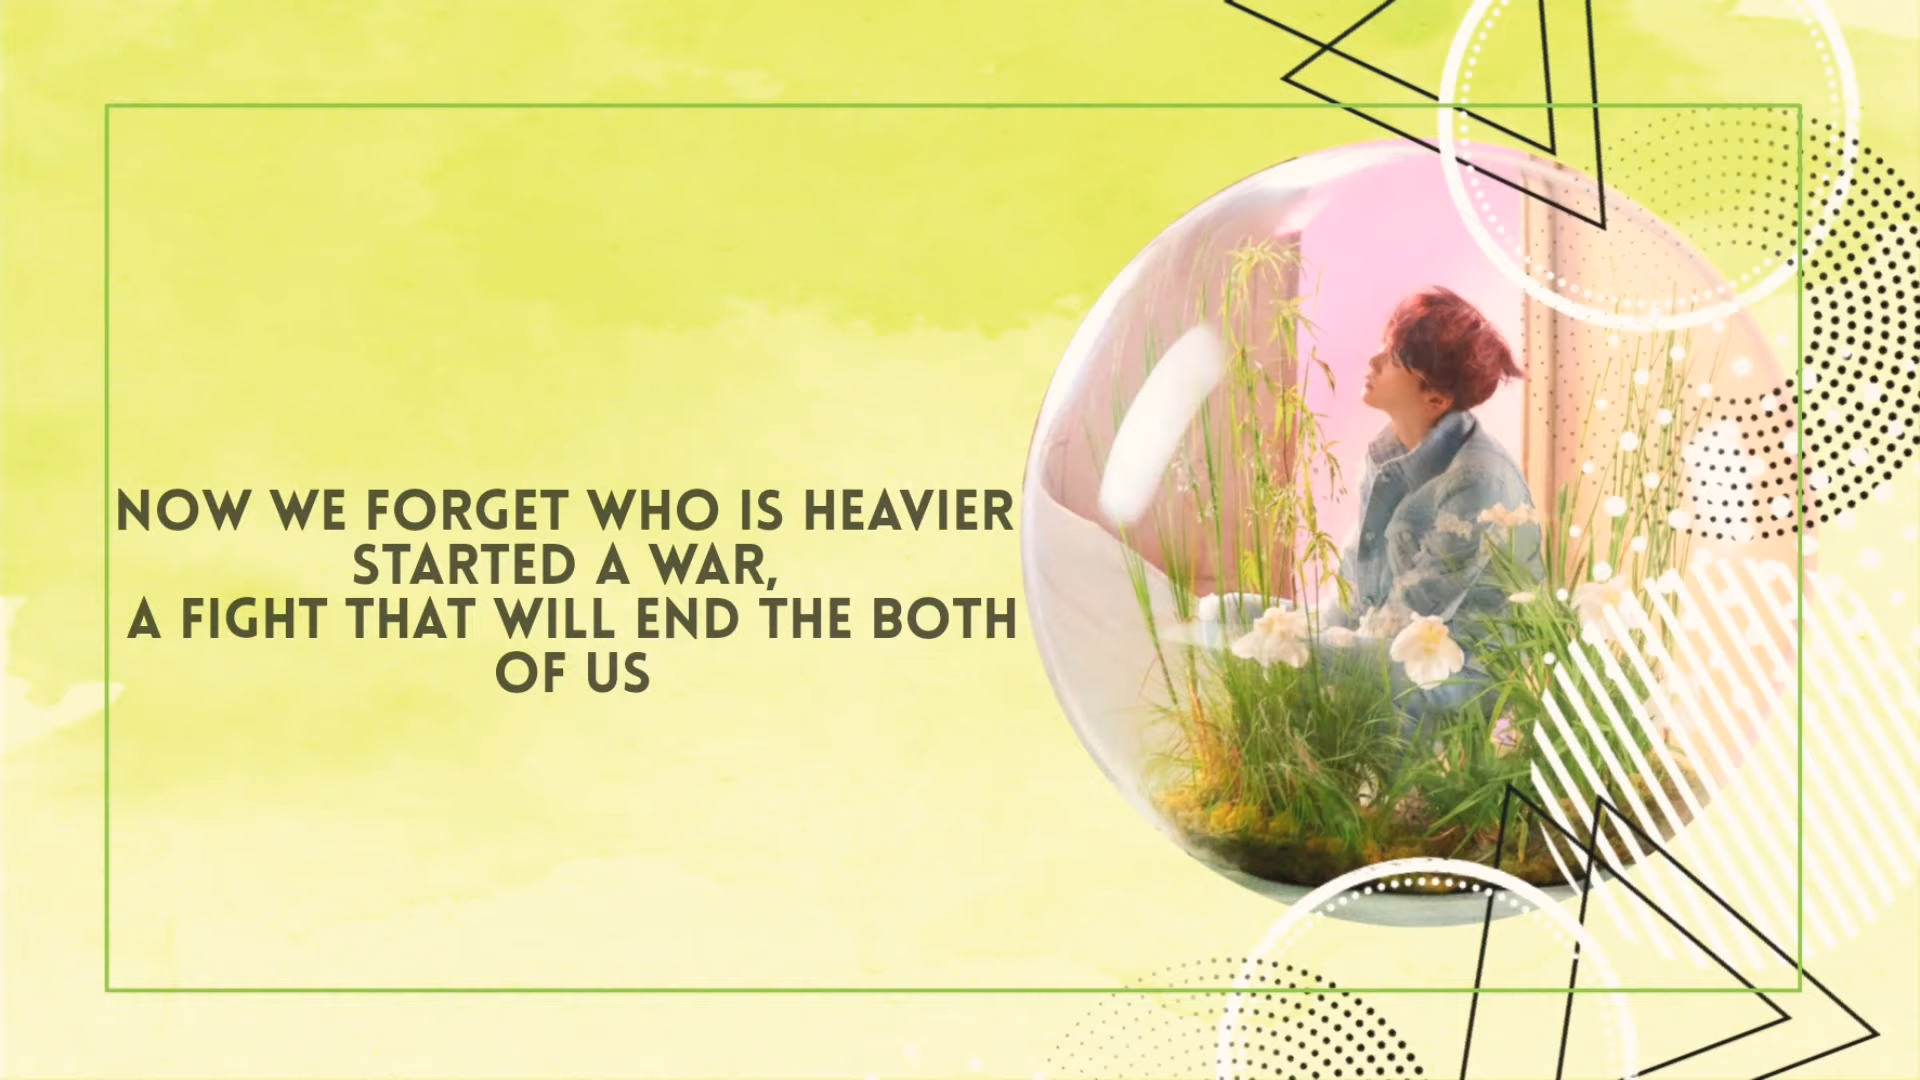 NOW WE FORGET WHO IS HEAVIER
STARTED A WAR,
A FIGHT THAT WILL END THE BOTH
OF US